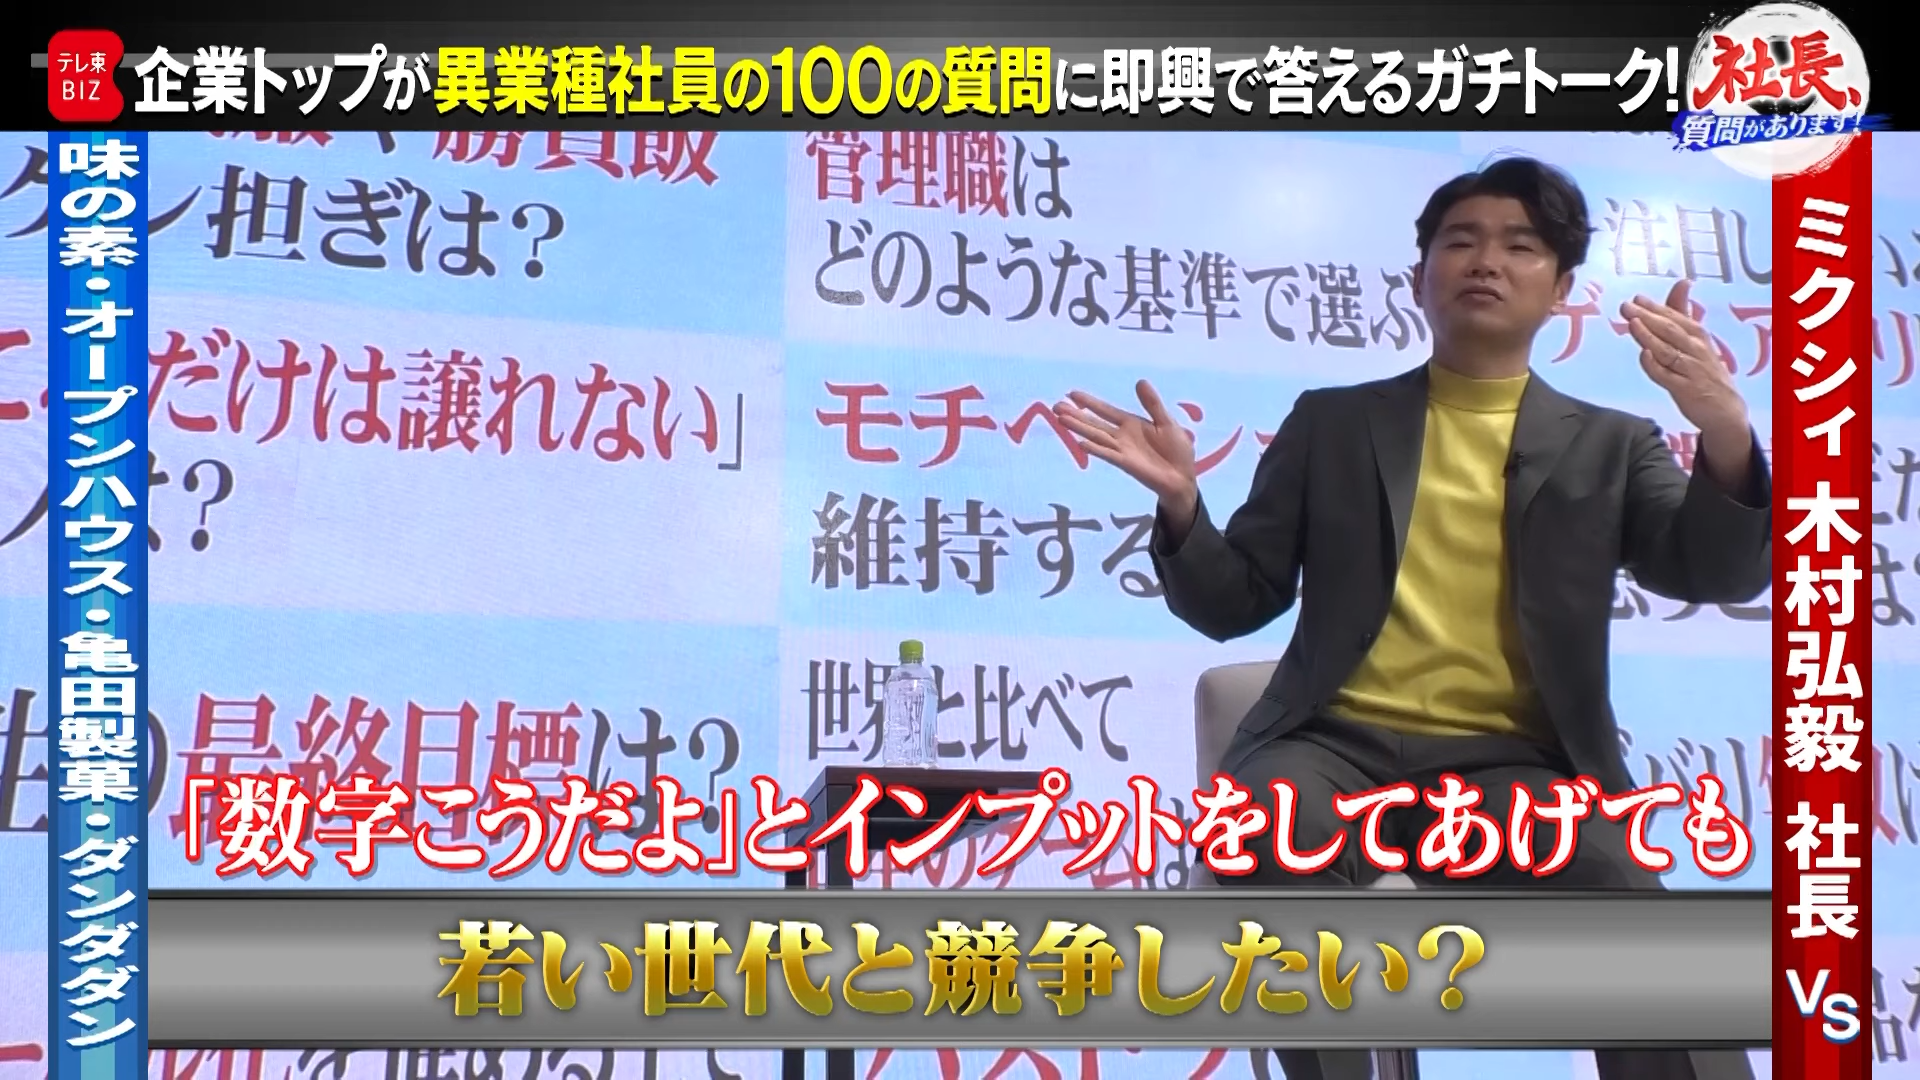 テレ東
BIZ
企業トップが異業種社員の100の質問に即興で答えるガチトーク!
社長、
質問があります!
味の素・オープンハウス・亀田製菓・ダンダダン
ミクシィ 木村弘毅 社長 VS
勝負飯
担ぎは?
管理職は
どのような基準で選ぶ
注目し
だけは譲れない」
は?
モチベ
維持する
最終目標は?
世界と比べて
「数字こうだよ」とインプットをしてあげても
若い世代と競争したい?